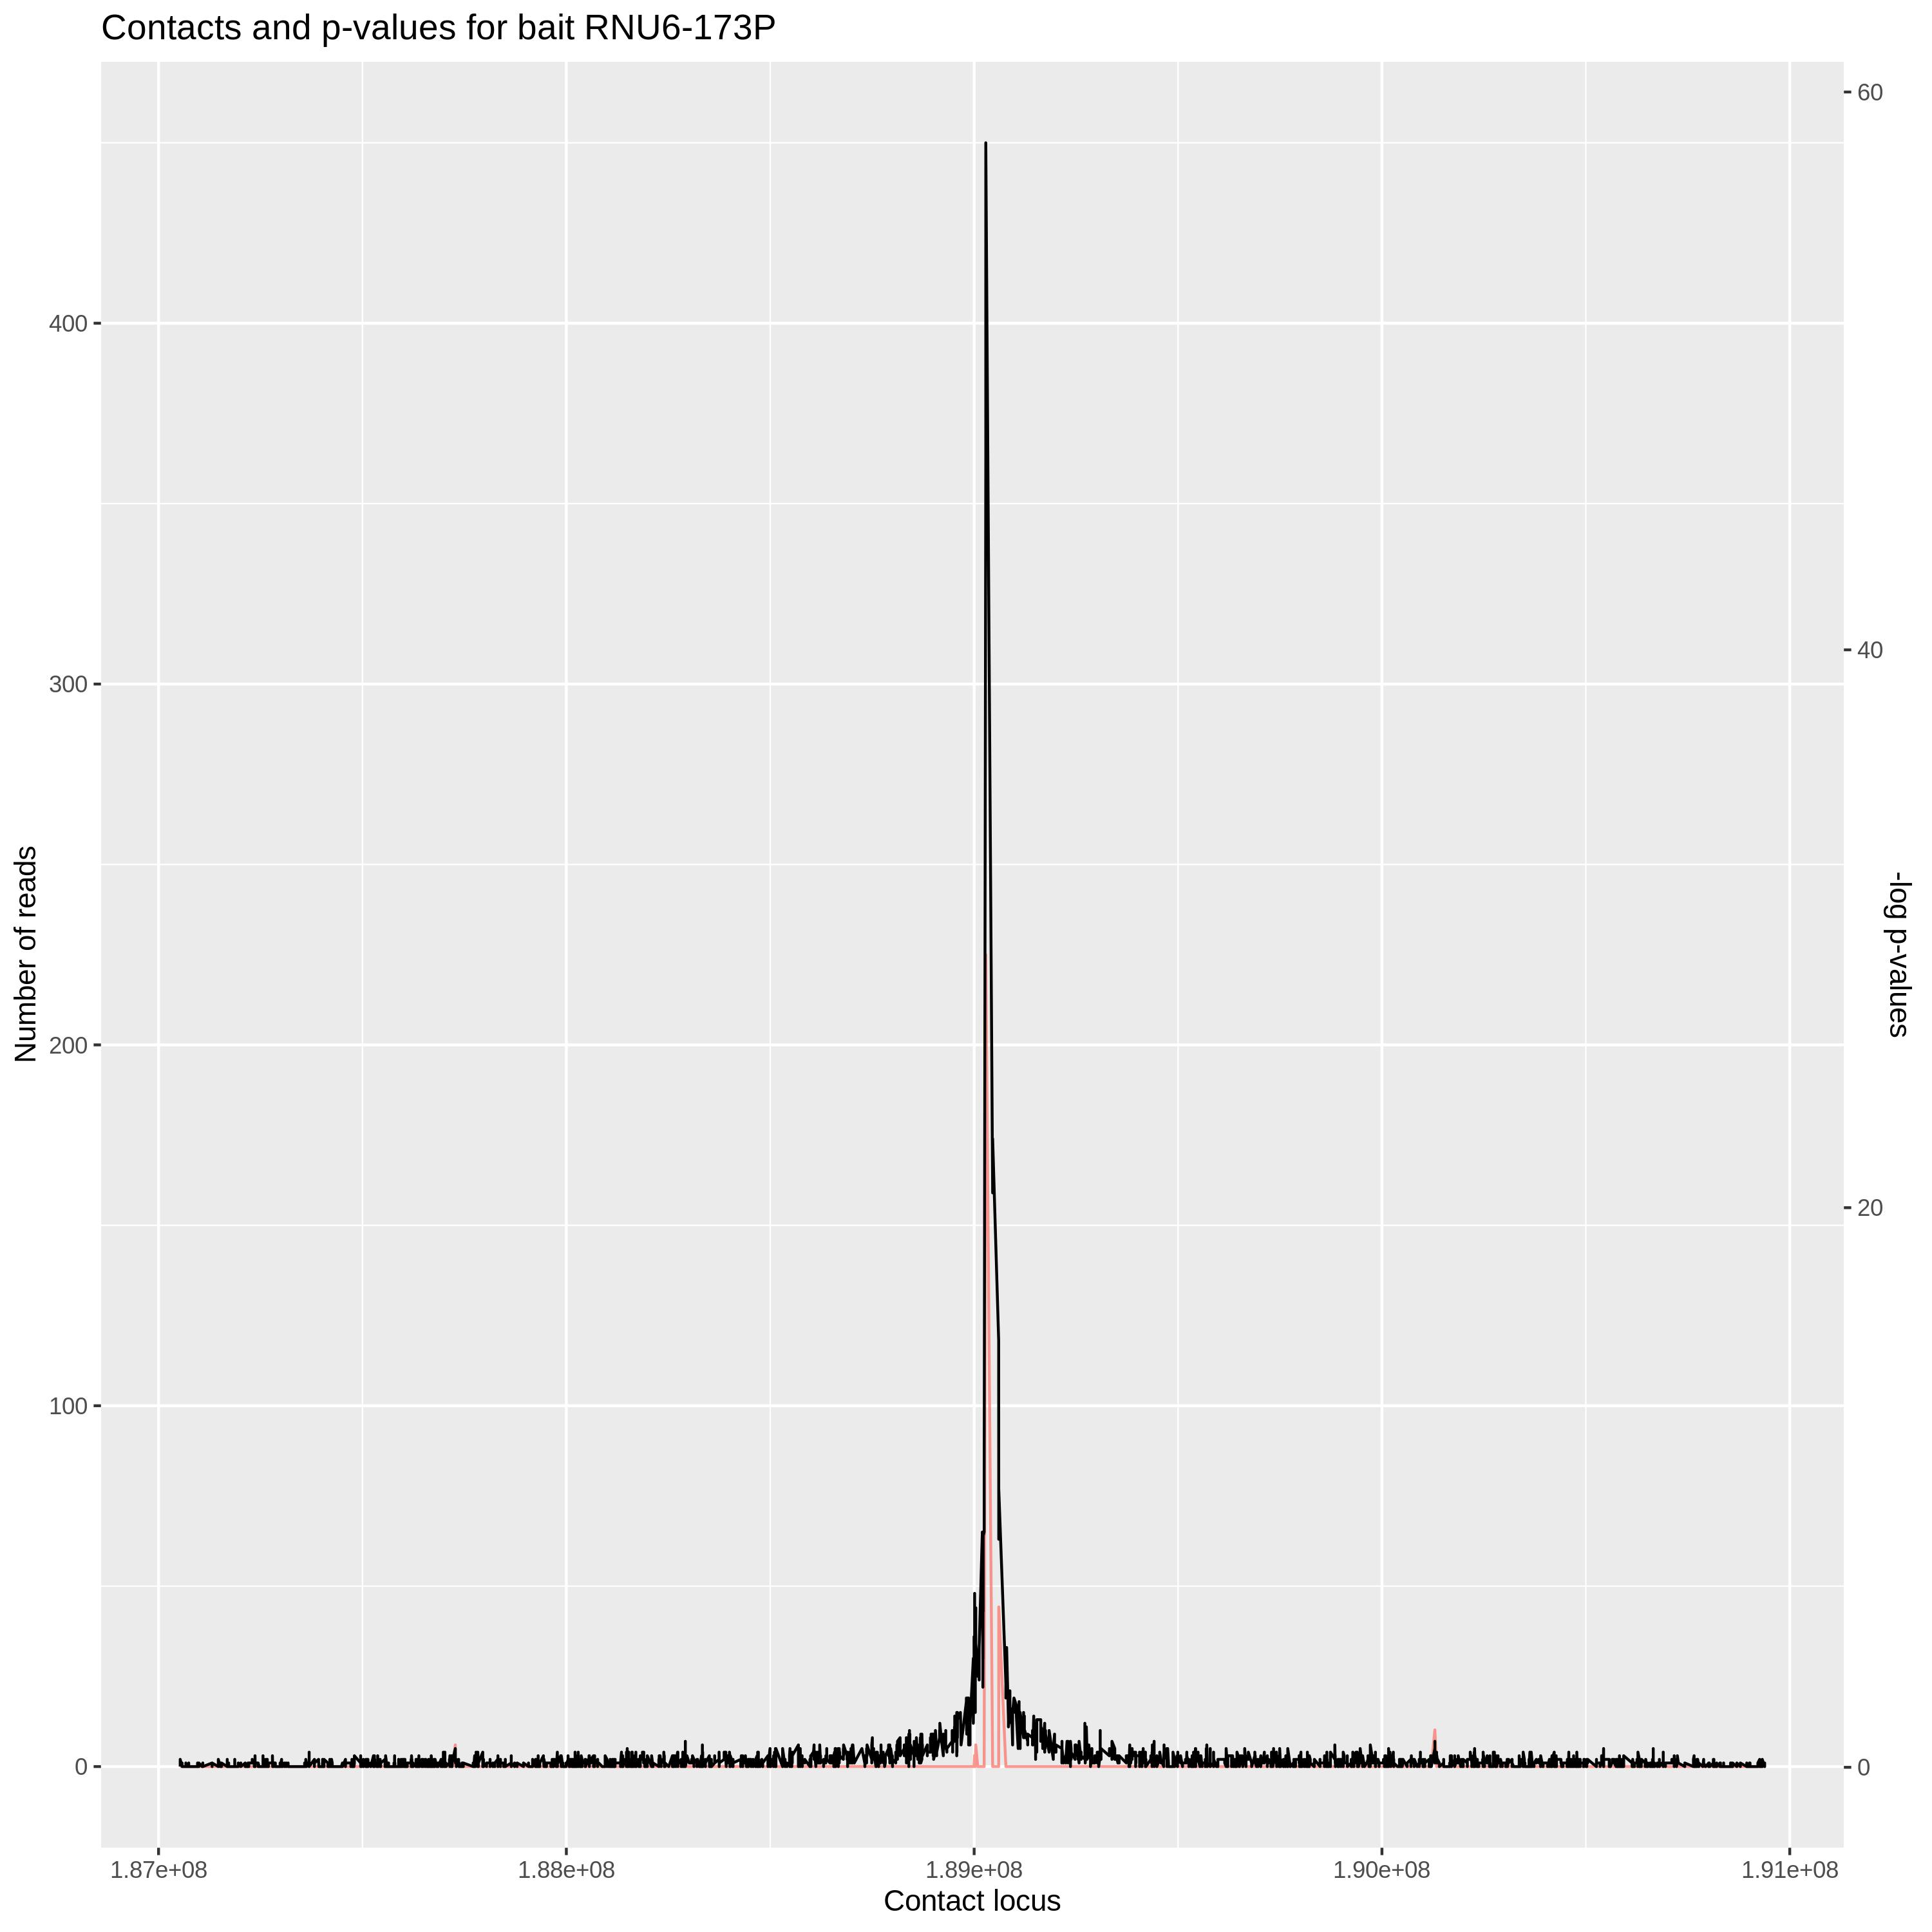 Contacts and p-values for bait RNU6-173P
60
400
40
300
Number of reads
-log p-values
200
20
100
0
0
1.87e+08 1.88e+08 1.89e+08 1.90e+08 1.91e+08
Contact locus